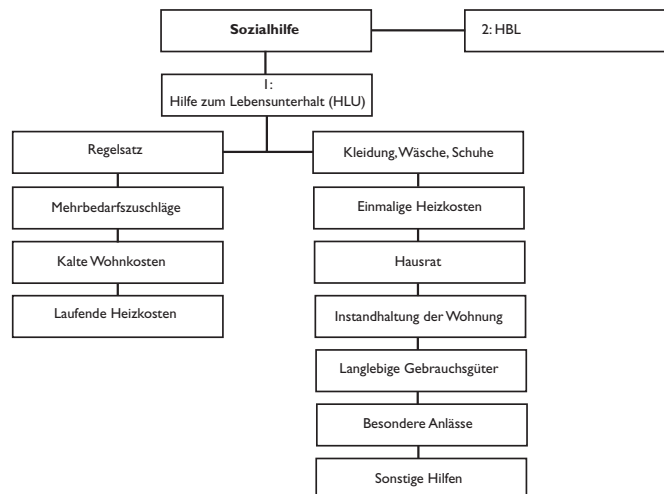 Sozialhilfe
2: HBL
1:
Hilfe zum Lebensunterhalt (HLU)
Regelsatz
Mehrbedarfszuschläge
Kalte Wohnkosten
Laufende Heizkosten
Kleidung, Wäsche, Schuhe
Einmalige Heizkosten
Hausrat
Instandhaltung der Wohnung
Langlebige Gebrauchsgüter
Besondere Anlässe
Sonstige Hilfen